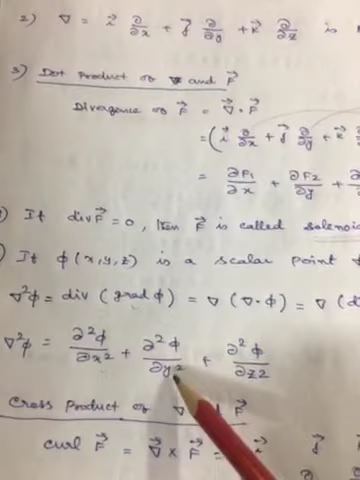 2) ∇ = i⃗ ∂/∂x + j⃗ ∂/∂y + k⃗ ∂/∂z is
3) Dot Product of ∇ and F⃗
Divergence of F⃗ = ∇⃗ · F⃗
= (i⃗ ∂/∂x + j⃗ ∂/∂y + k⃗
= ∂F₁/∂x + ∂F₂/∂y +
) If div F⃗ = 0, then F⃗ is called Soleno
) If φ(x,y,z) is a scalar point
∇²φ = div (grad φ) = ∇ (∇·φ) = ∇ (d
∇²φ = ∂²φ/∂x² + ∂²φ/∂y² + ∂²φ/∂z²
Cross Product of ∇ F⃗
curl F⃗ = ∇⃗ × F⃗ = i⃗ j⃗